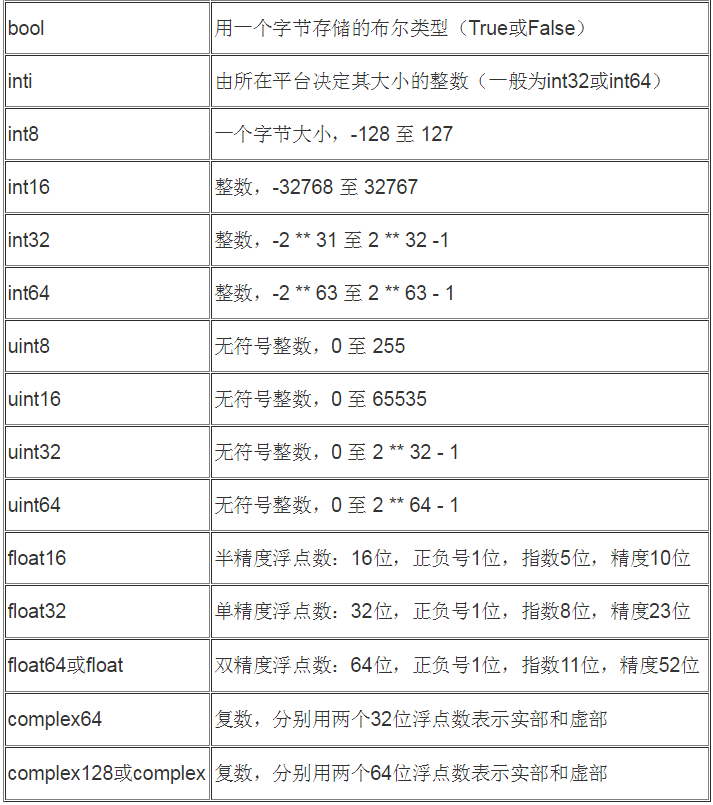 bool 用一个字节存储的布尔类型（True或False）
inti 由所在平台决定其大小的整数（一般为int32或int64）
int8 一个字节大小，-128 至 127
int16 整数，-32768 至 32767
int32 整数，-2 ** 31 至 2 ** 32 -1
int64 整数，-2 ** 63 至 2 ** 63 - 1
uint8 无符号整数，0 至 255
uint16 无符号整数，0 至 65535
uint32 无符号整数，0 至 2 ** 32 - 1
uint64 无符号整数，0 至 2 ** 64 - 1
float16 半精度浮点数：16位，正负号1位，指数5位，精度10位
float32 单精度浮点数：32位，正负号1位，指数8位，精度23位
float64或float 双精度浮点数：64位，正负号1位，指数11位，精度52位
complex64 复数，分别用两个32位浮点数表示实部和虚部
complex128或complex 复数，分别用两个64位浮点数表示实部和虚部